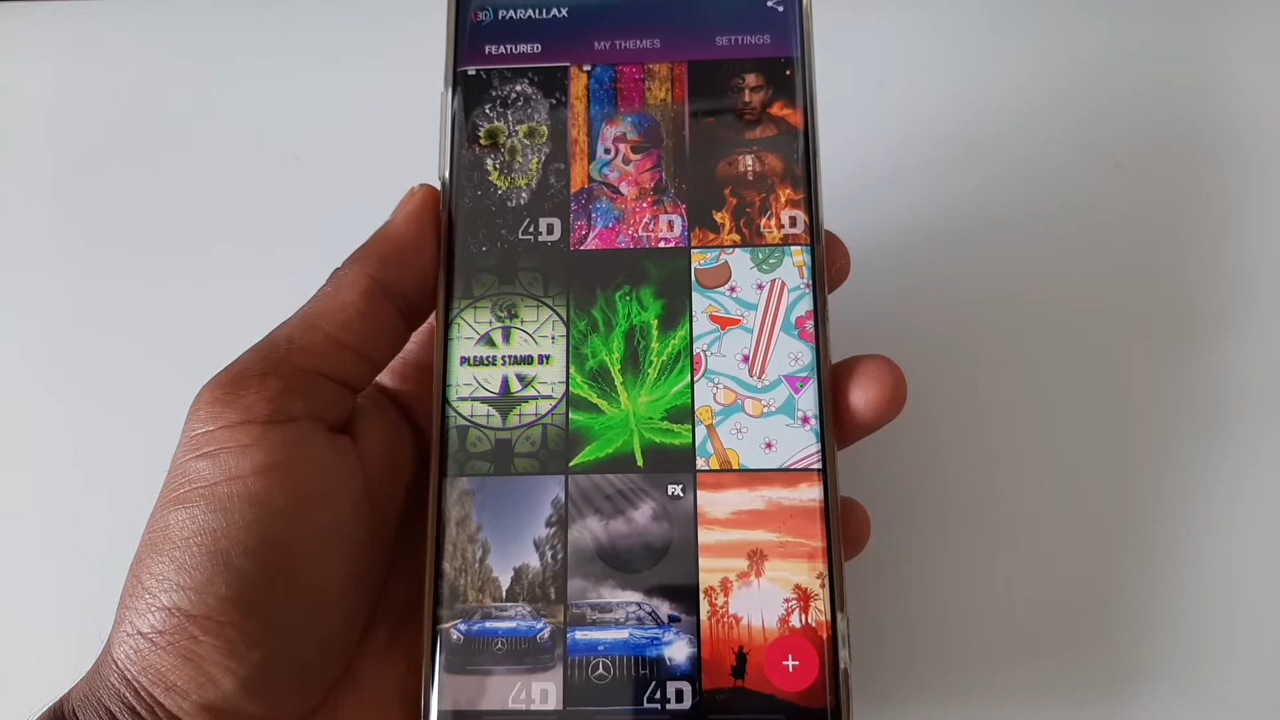 3D PARALLAX
FEATURED MY THEMES SETTINGS
4D 4D 4D
PLEASE STAND BY
FX
4D 4D